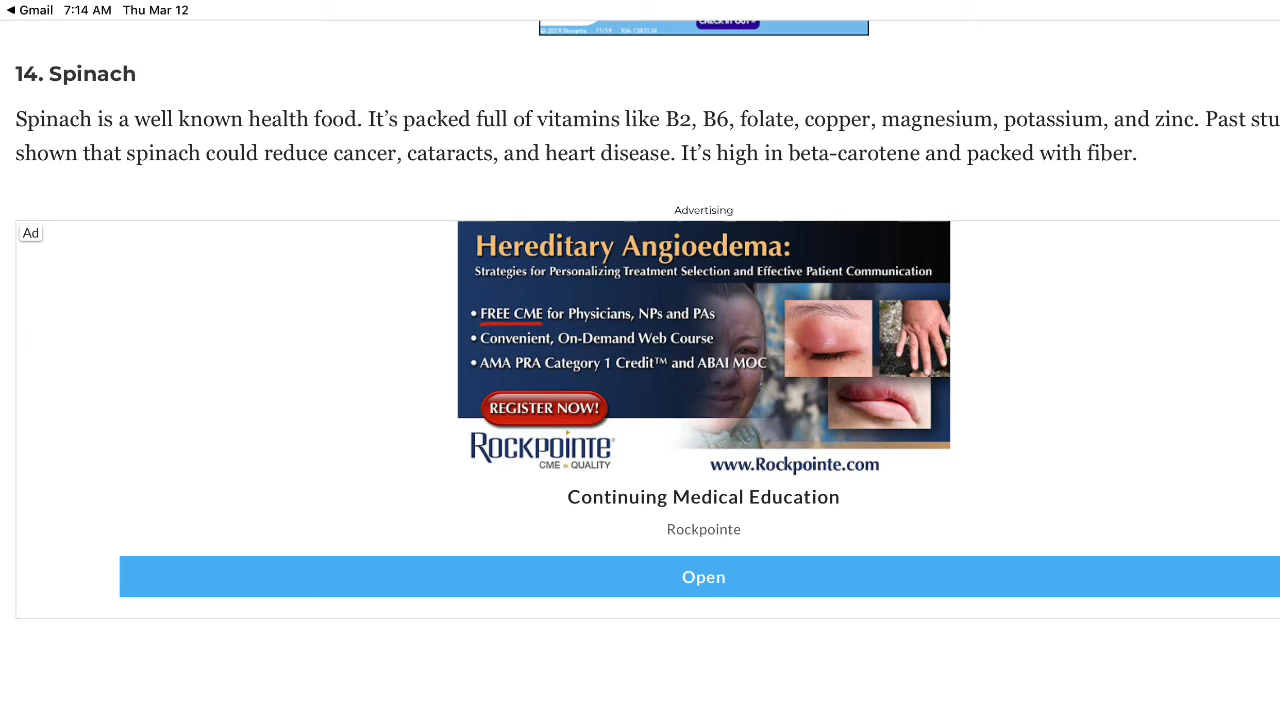 ◄ Gmail 7:14 AM Thu Mar 12
CHECK IT OUT »
14. Spinach
Spinach is a well known health food. It’s packed full of vitamins like B2, B6, folate, copper, magnesium, potassium, and zinc. Past stu
shown that spinach could reduce cancer, cataracts, and heart disease. It’s high in beta-carotene and packed with fiber.
Advertising
Ad
Hereditary Angioedema:
Strategies for Personalizing Treatment Selection and Effective Patient Communication
• FREE CME for Physicians, NPs and PAs
• Convenient, On-Demand Web Course
• AMA PRA Category 1 Credit™ and ABAI MOC
REGISTER NOW!
ROCKPOINTE®
CME = QUALITY
www.Rockpointe.com
Continuing Medical Education
Rockpointe
Open